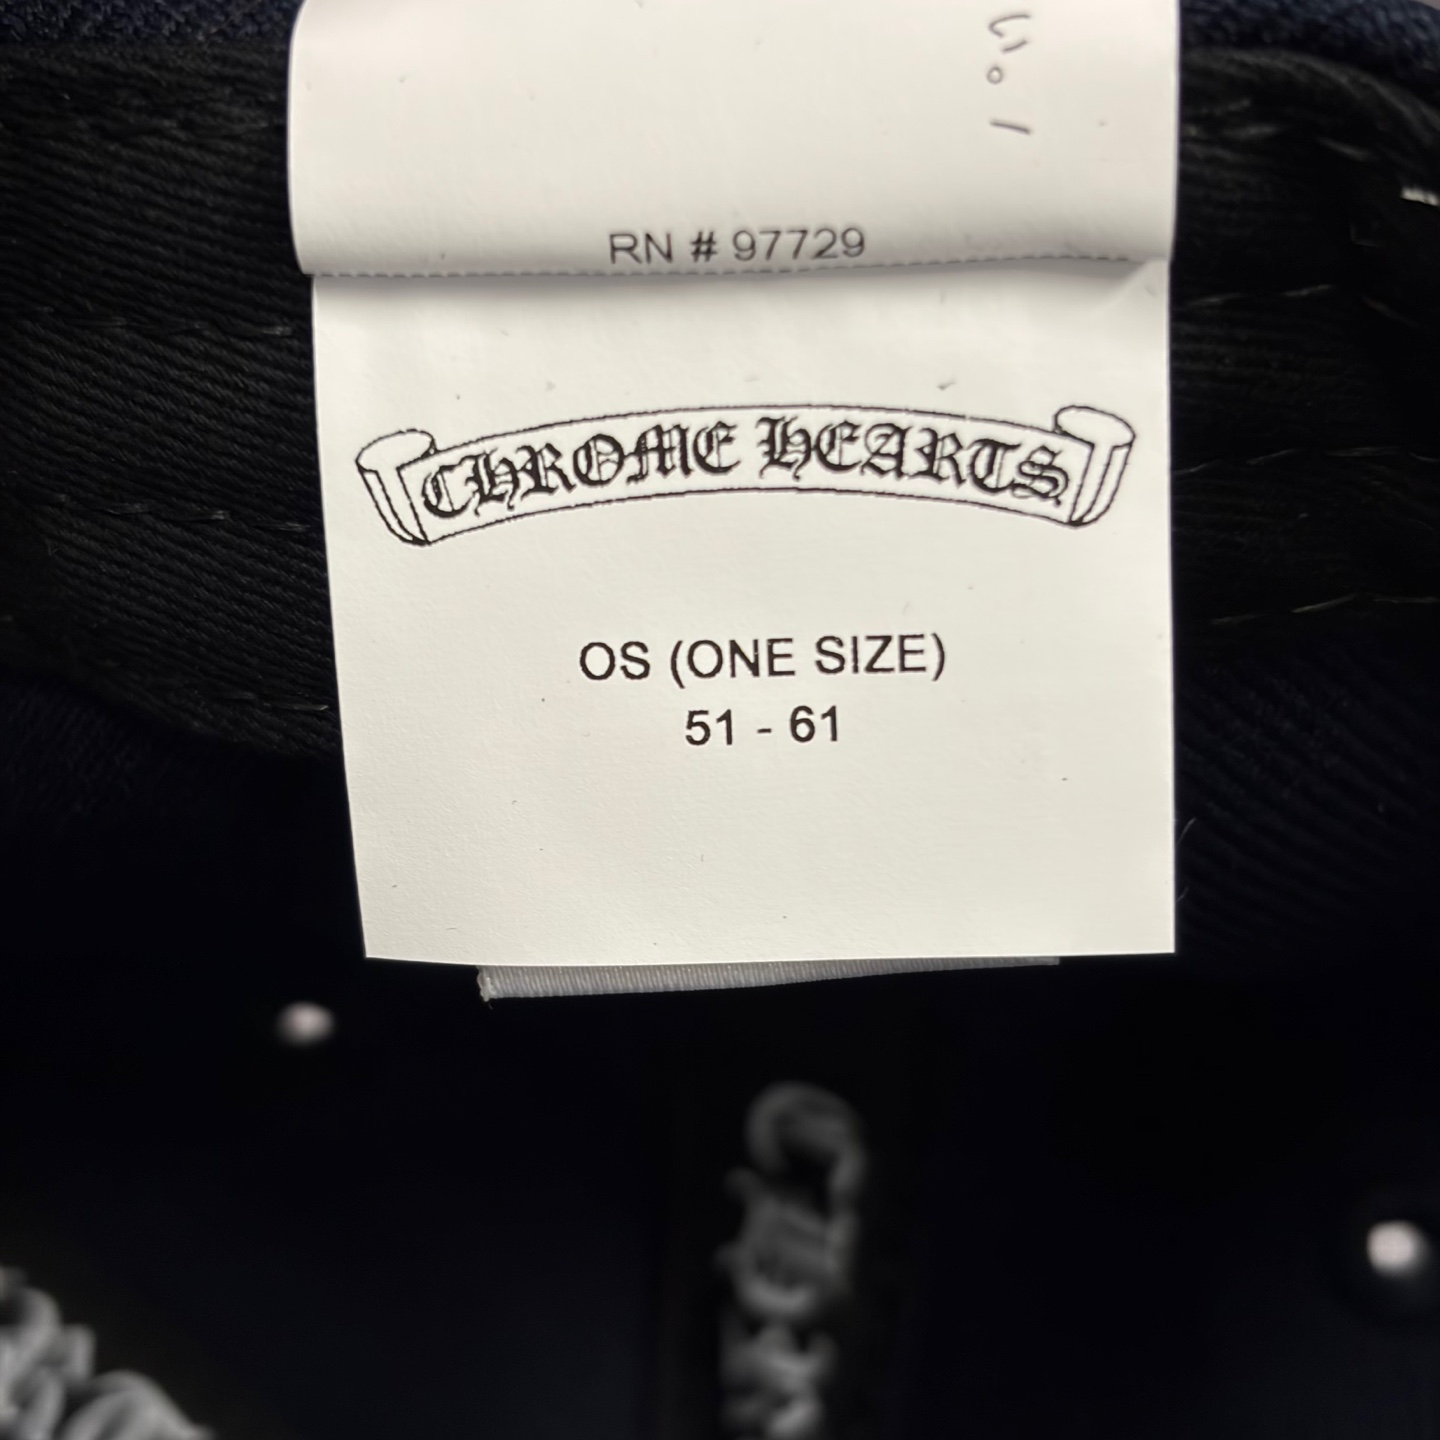 RN # 97729
CHROME HEARTS
OS (ONE SIZE)
51 - 61